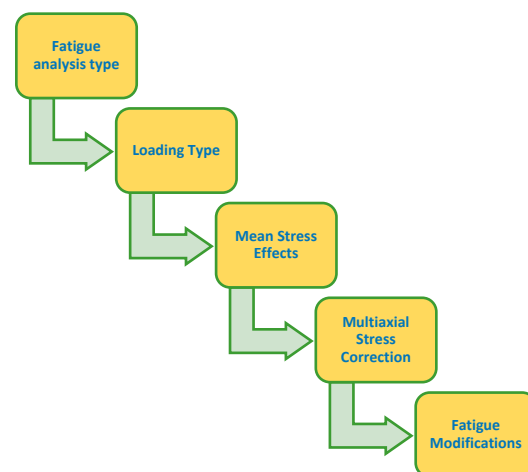 Fatigue
analysis type
Loading Type
Mean Stress
Effects
Multiaxial
Stress
Correction
Fatigue
Modifications